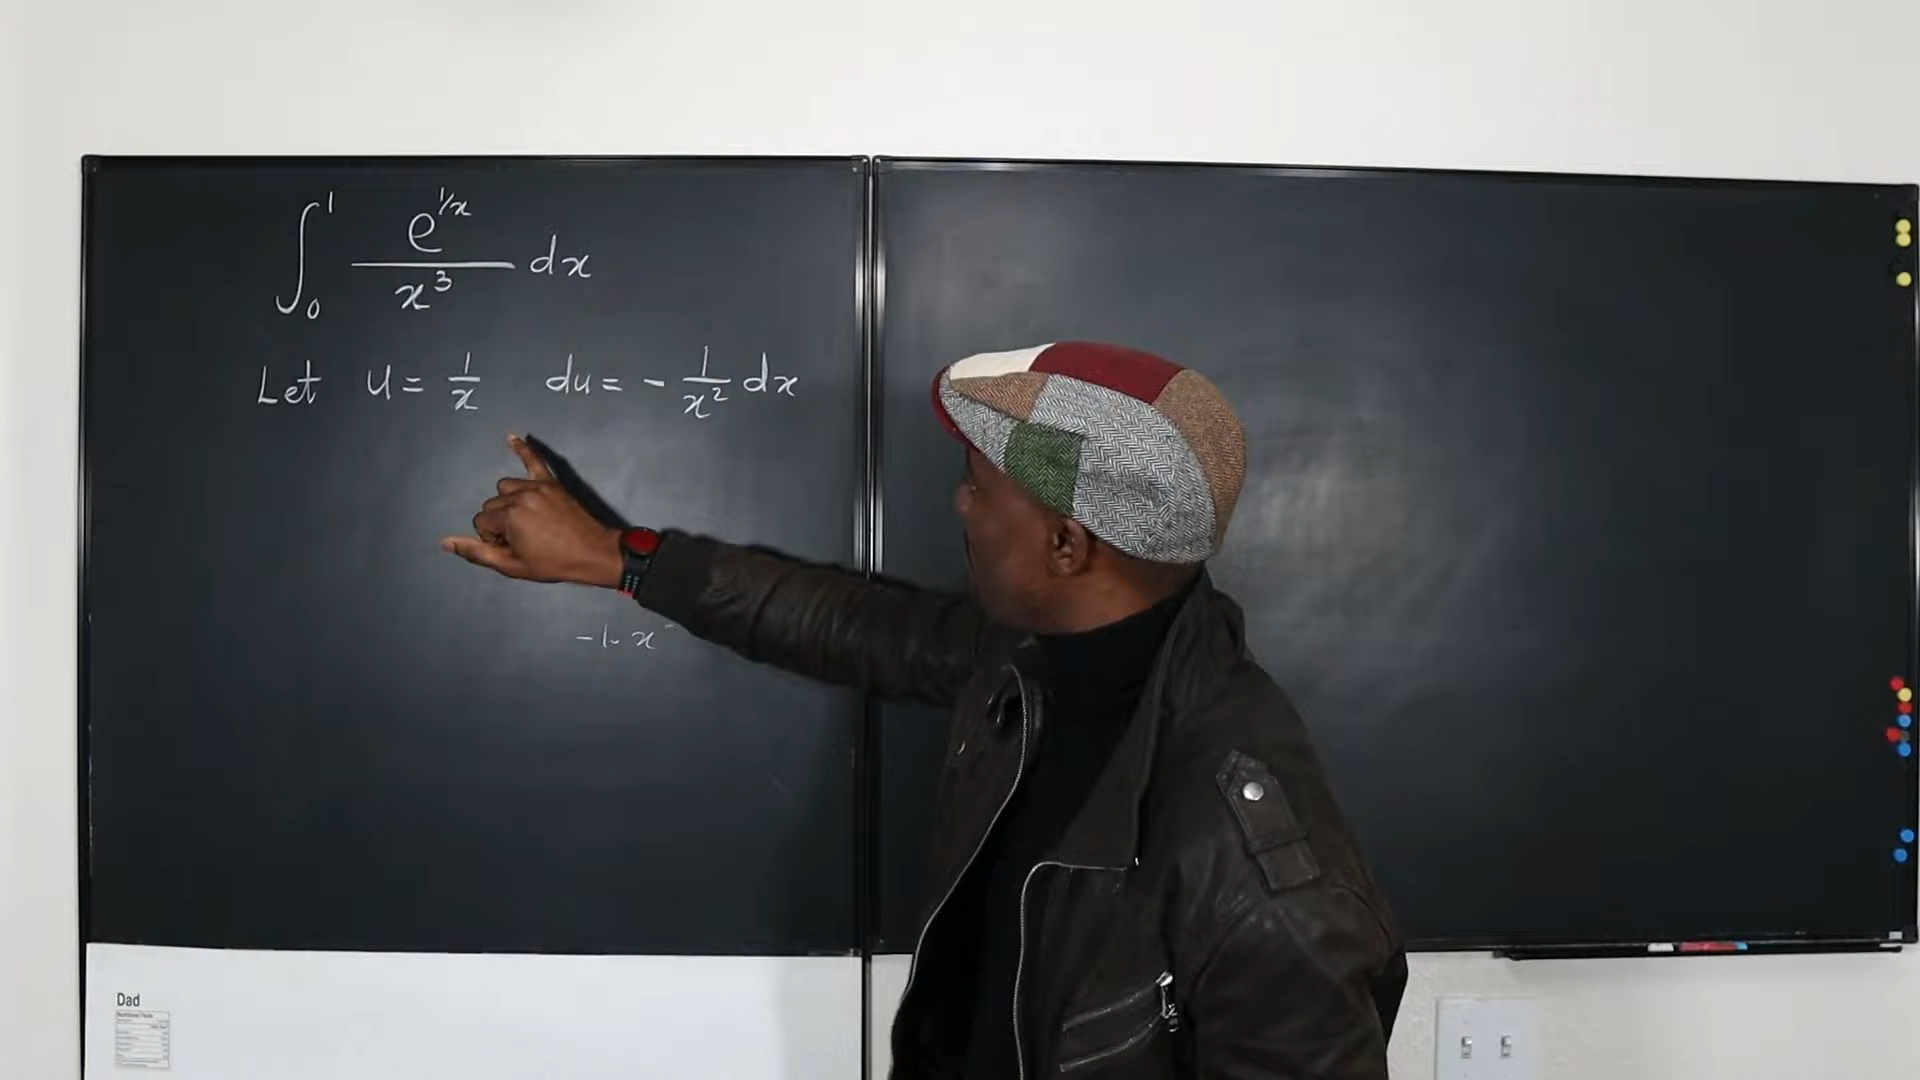 ∫₀¹ e^(1/x) / x³ dx
Let u = 1/x du = - 1/x² dx
-1· x⁻
Dad